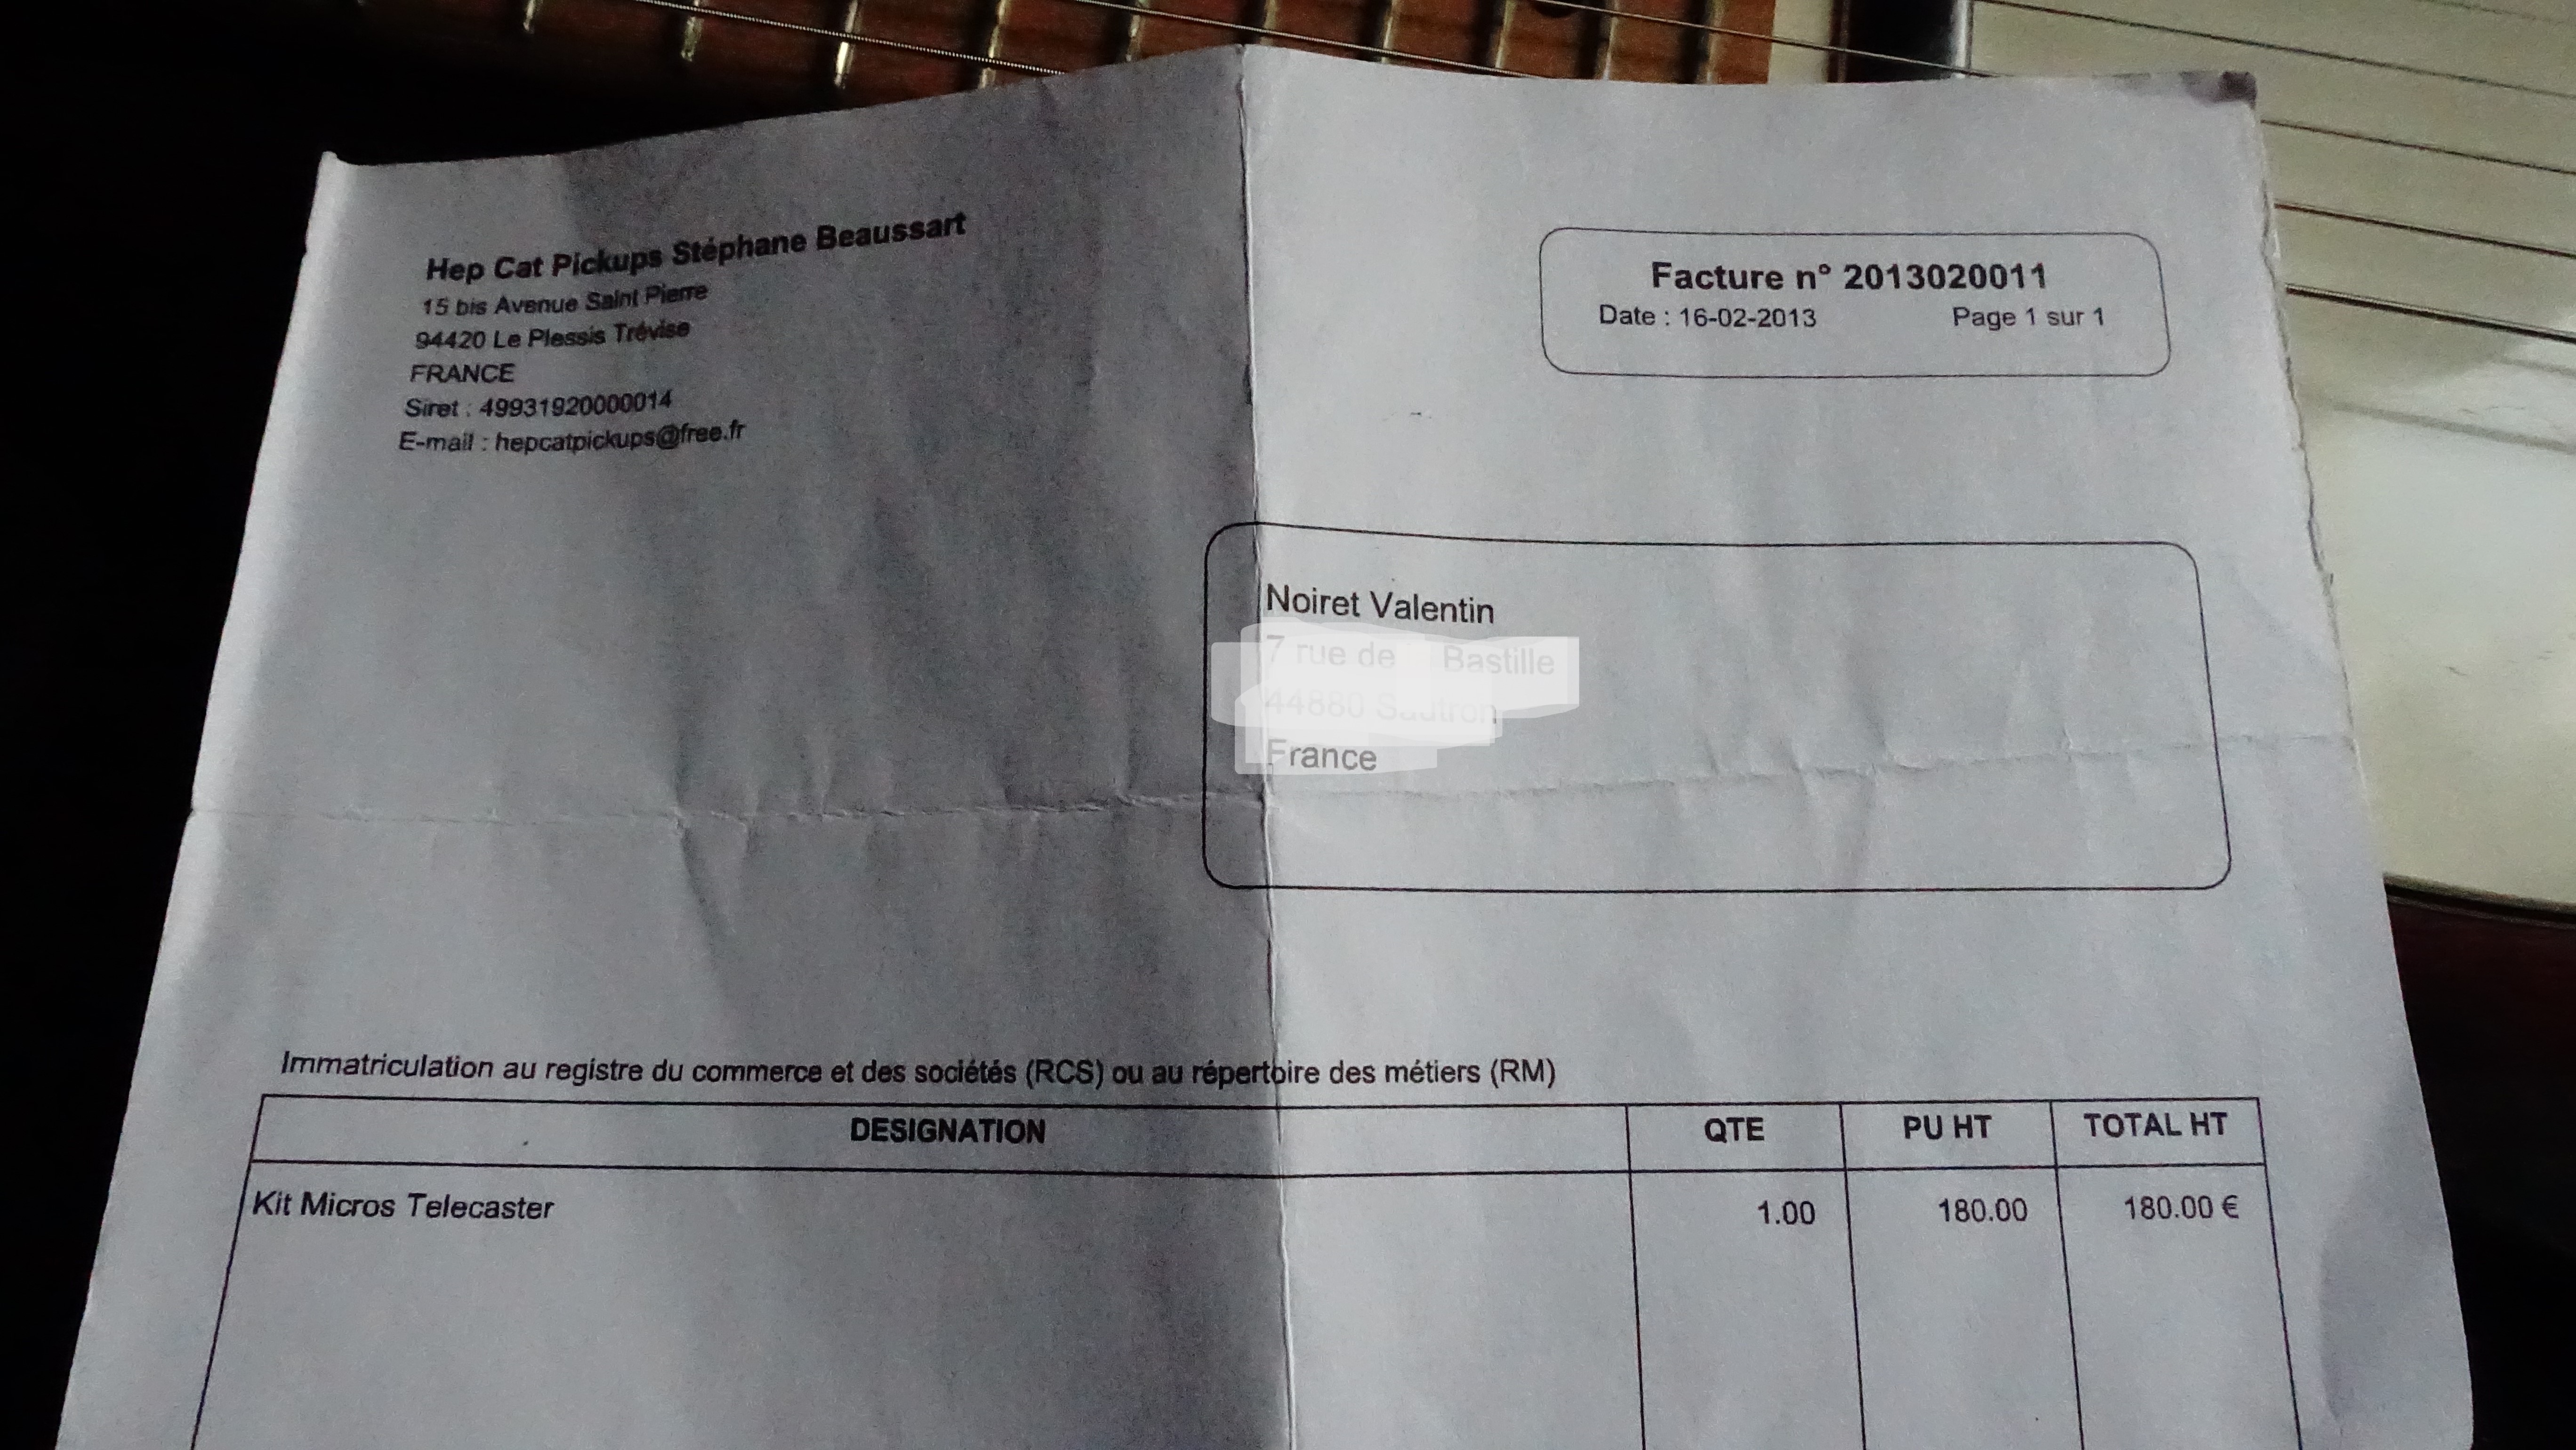 Hep Cat Pickups Stéphane Beaussart
15 bis Avenue Saint Pierre
94420 Le Plessis Trévise
FRANCE
Siret : 49931920000014
E-mail : hepcatpickups@free.fr
Facture n° 2013020011
Date : 16-02-2013 Page 1 sur 1
Noiret Valentin
France
Immatriculation au registre du commerce et des sociétés (RCS) ou au répertoire des métiers (RM)
DESIGNATION QTE PU HT TOTAL HT
Kit Micros Telecaster 1.00 180.00 180.00 €